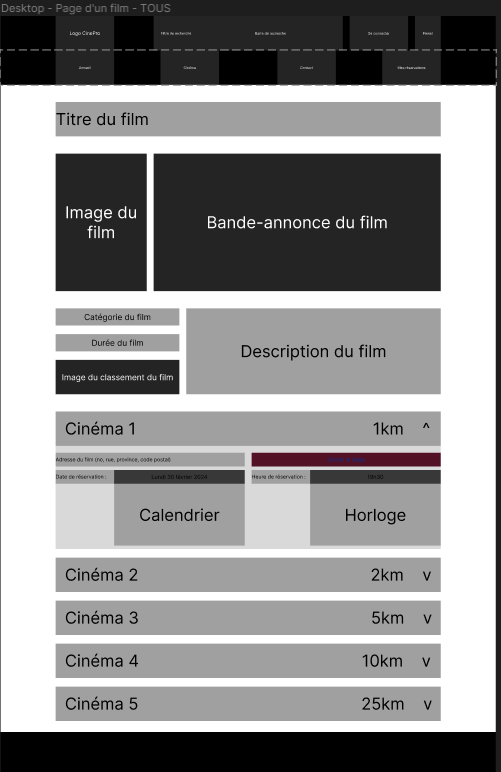 Desktop - Page d'un film - TOUS
Logo CinePro
Filtre de recherche
Barre de recherche
Se connecter
Panier
Accueil
Cinéma
Contact
Mes réservations
Titre du film
Image du
film
Bande-annonce du film
Catégorie du film
Durée du film
Image du classement du film
Description du film
Cinéma 1
1km
^
Adresse du film (no, rue, province, code postal)
Date de réservation :
Lundi 30 février 2024
Heure de réservation :
Calendrier
Horloge
Cinéma 2
2km
v
Cinéma 3
5km
v
Cinéma 4
10km
v
Cinéma 5
25km
v